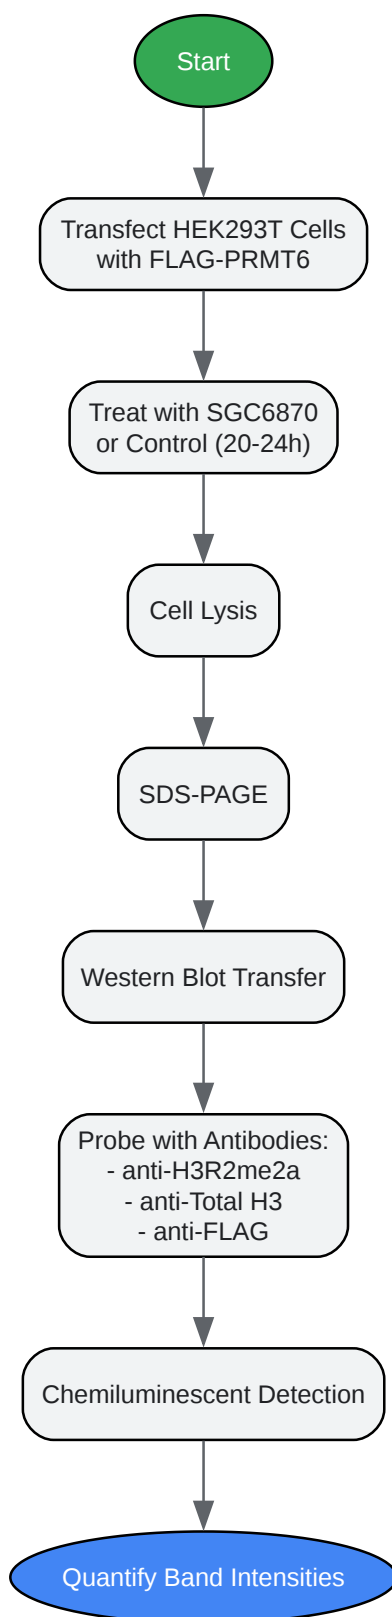 Start
Transfect HEK293T Cells
with FLAG-PRMT6
Treat with SGC6870
or Control (20-24h)
Cell Lysis
SDS-PAGE
Western Blot Transfer
Probe with Antibodies:
- anti-H3R2me2a
- anti-Total H3
- anti-FLAG
Chemiluminescent Detection
Quantify Band Intensities